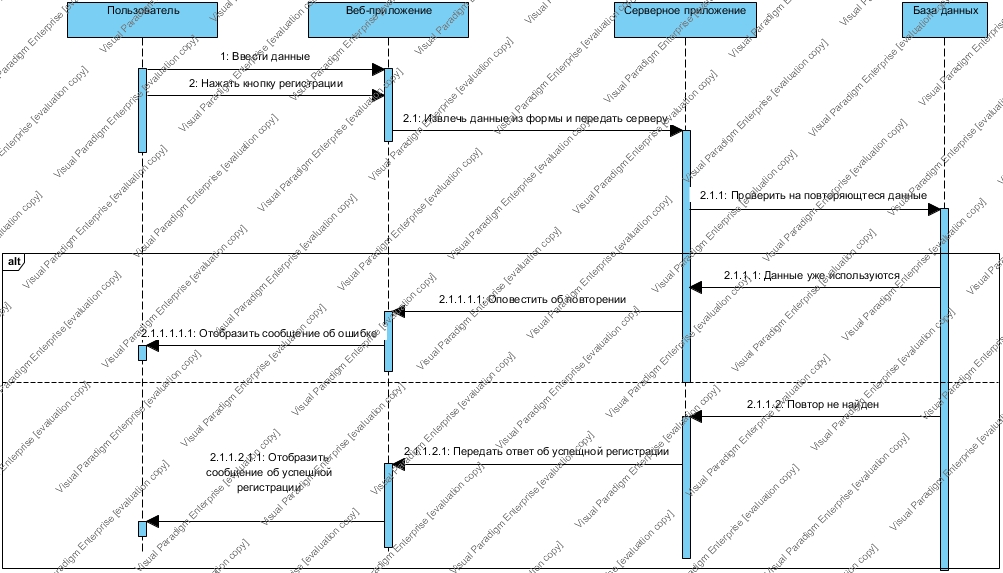 Пользователь
Веб-приложение
Серверное приложение
База данных
1: Ввести данные
2: Нажать кнопку регистрации
2.1: Извлечь данные из формы и передать серверу
2.1.1: Проверить на повторяющтеся данные
alt
2.1.1.1: Данные уже используются
2.1.1.1.1: Оповестить об повторении
2.1.1.1.1.1: Отобразить сообщение об ошибке
2.1.1.2: Повтор не найден
2.1.1.2.1: Передать ответ об успешной регистрации
2.1.1.2.1.1: Отобразить
сообщение об успешной
регистрации
Visual Paradigm Enterprise [evaluation copy]